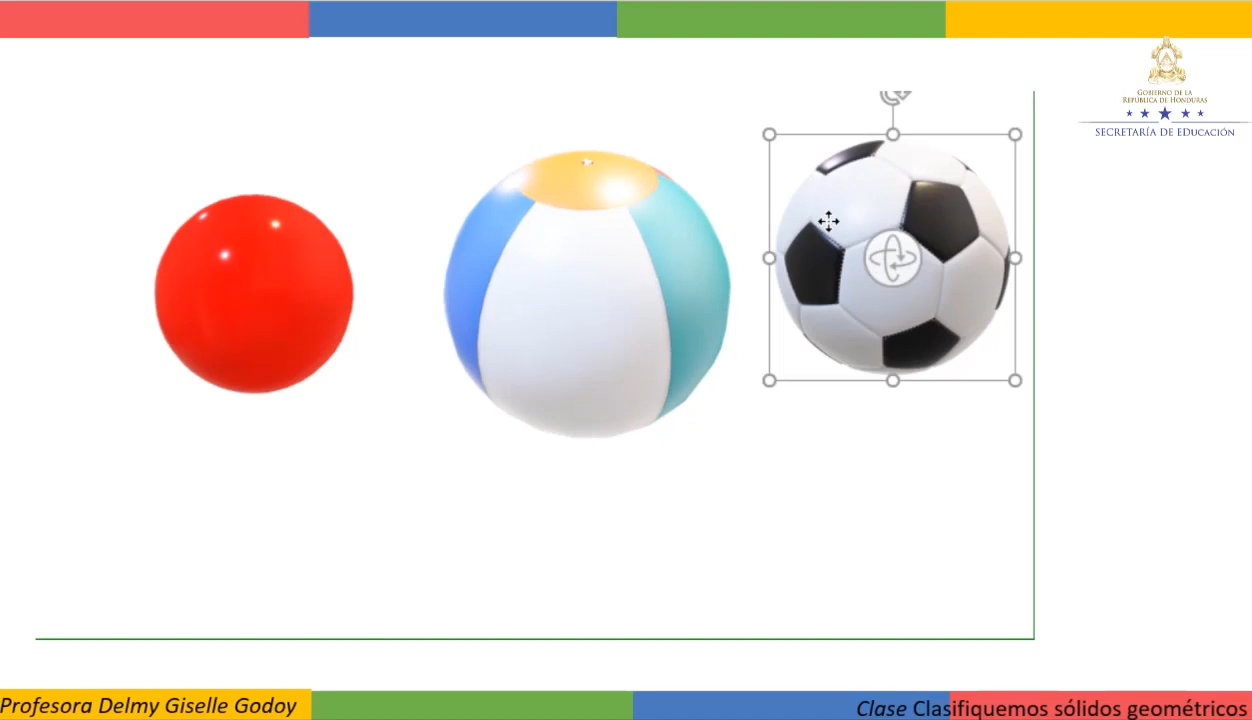 GOBIERNO DE LA
REPÚBLICA DE HONDURAS
SECRETARÍA DE EDUCACIÓN
Profesora Delmy Giselle Godoy
Clase Clasifiquemos sólidos geométricos